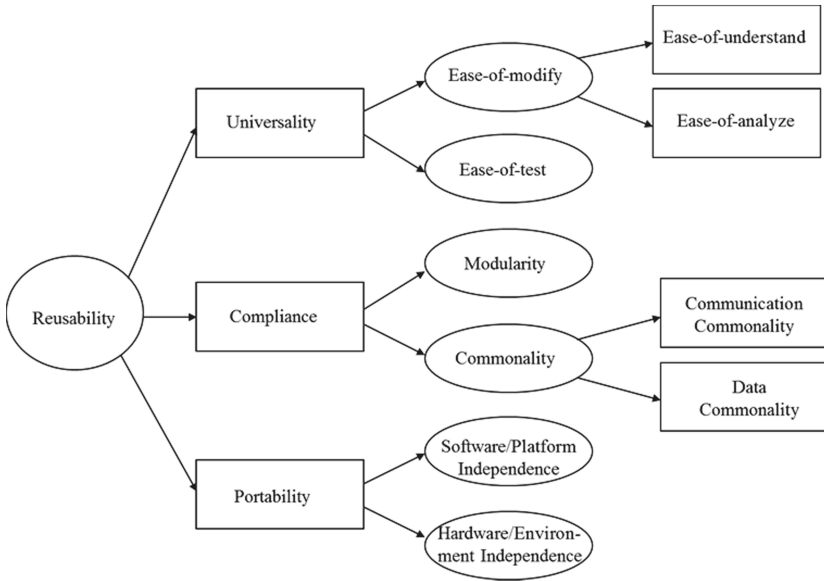 Reusability
Universality
Ease-of-modify
Ease-of-understand
Ease-of-analyze
Ease-of-test
Compliance
Modularity
Commonality
Communication
Commonality
Data
Commonality
Portability
Software/Platform
Independence
Hardware/Environ-
ment Independence